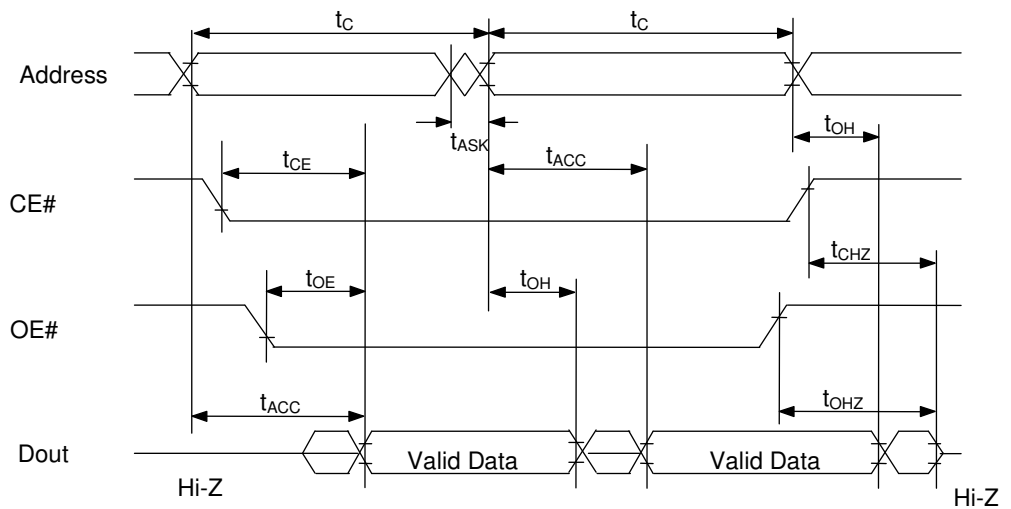 tC tC
Address
tASK
tOH
tCE
tACC
CE#
tCHZ
tOE
tOH
OE#
tACC
tOHZ
Dout
Valid Data
Valid Data
Hi-Z
Hi-Z